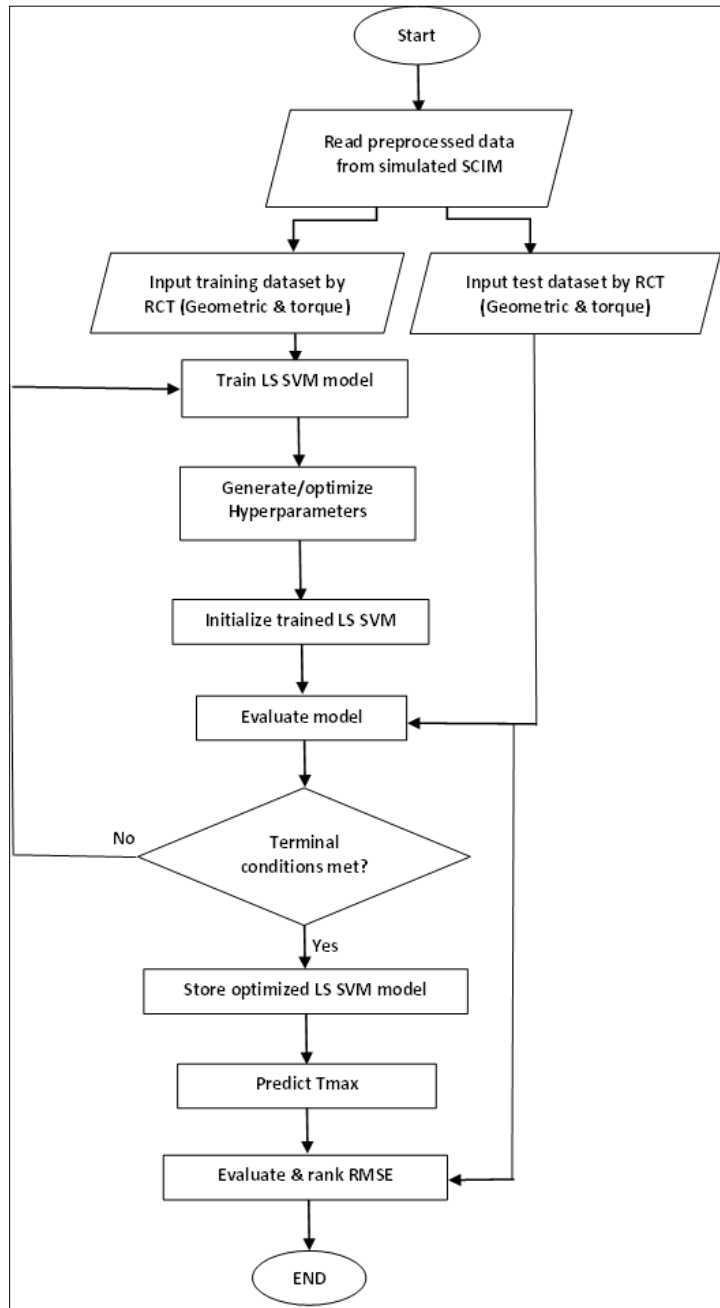 Start
Read preprocessed data
from simulated SCIM
Input training dataset by
RCT (Geometric & torque)
Input test dataset by RCT
(Geometric & torque)
Train LS SVM model
Generate/optimize
Hyperparameters
Initialize trained LS SVM
Evaluate model
No
Terminal
conditions met?
Yes
Store optimized LS SVM model
Predict Tmax
Evaluate & rank RMSE
END